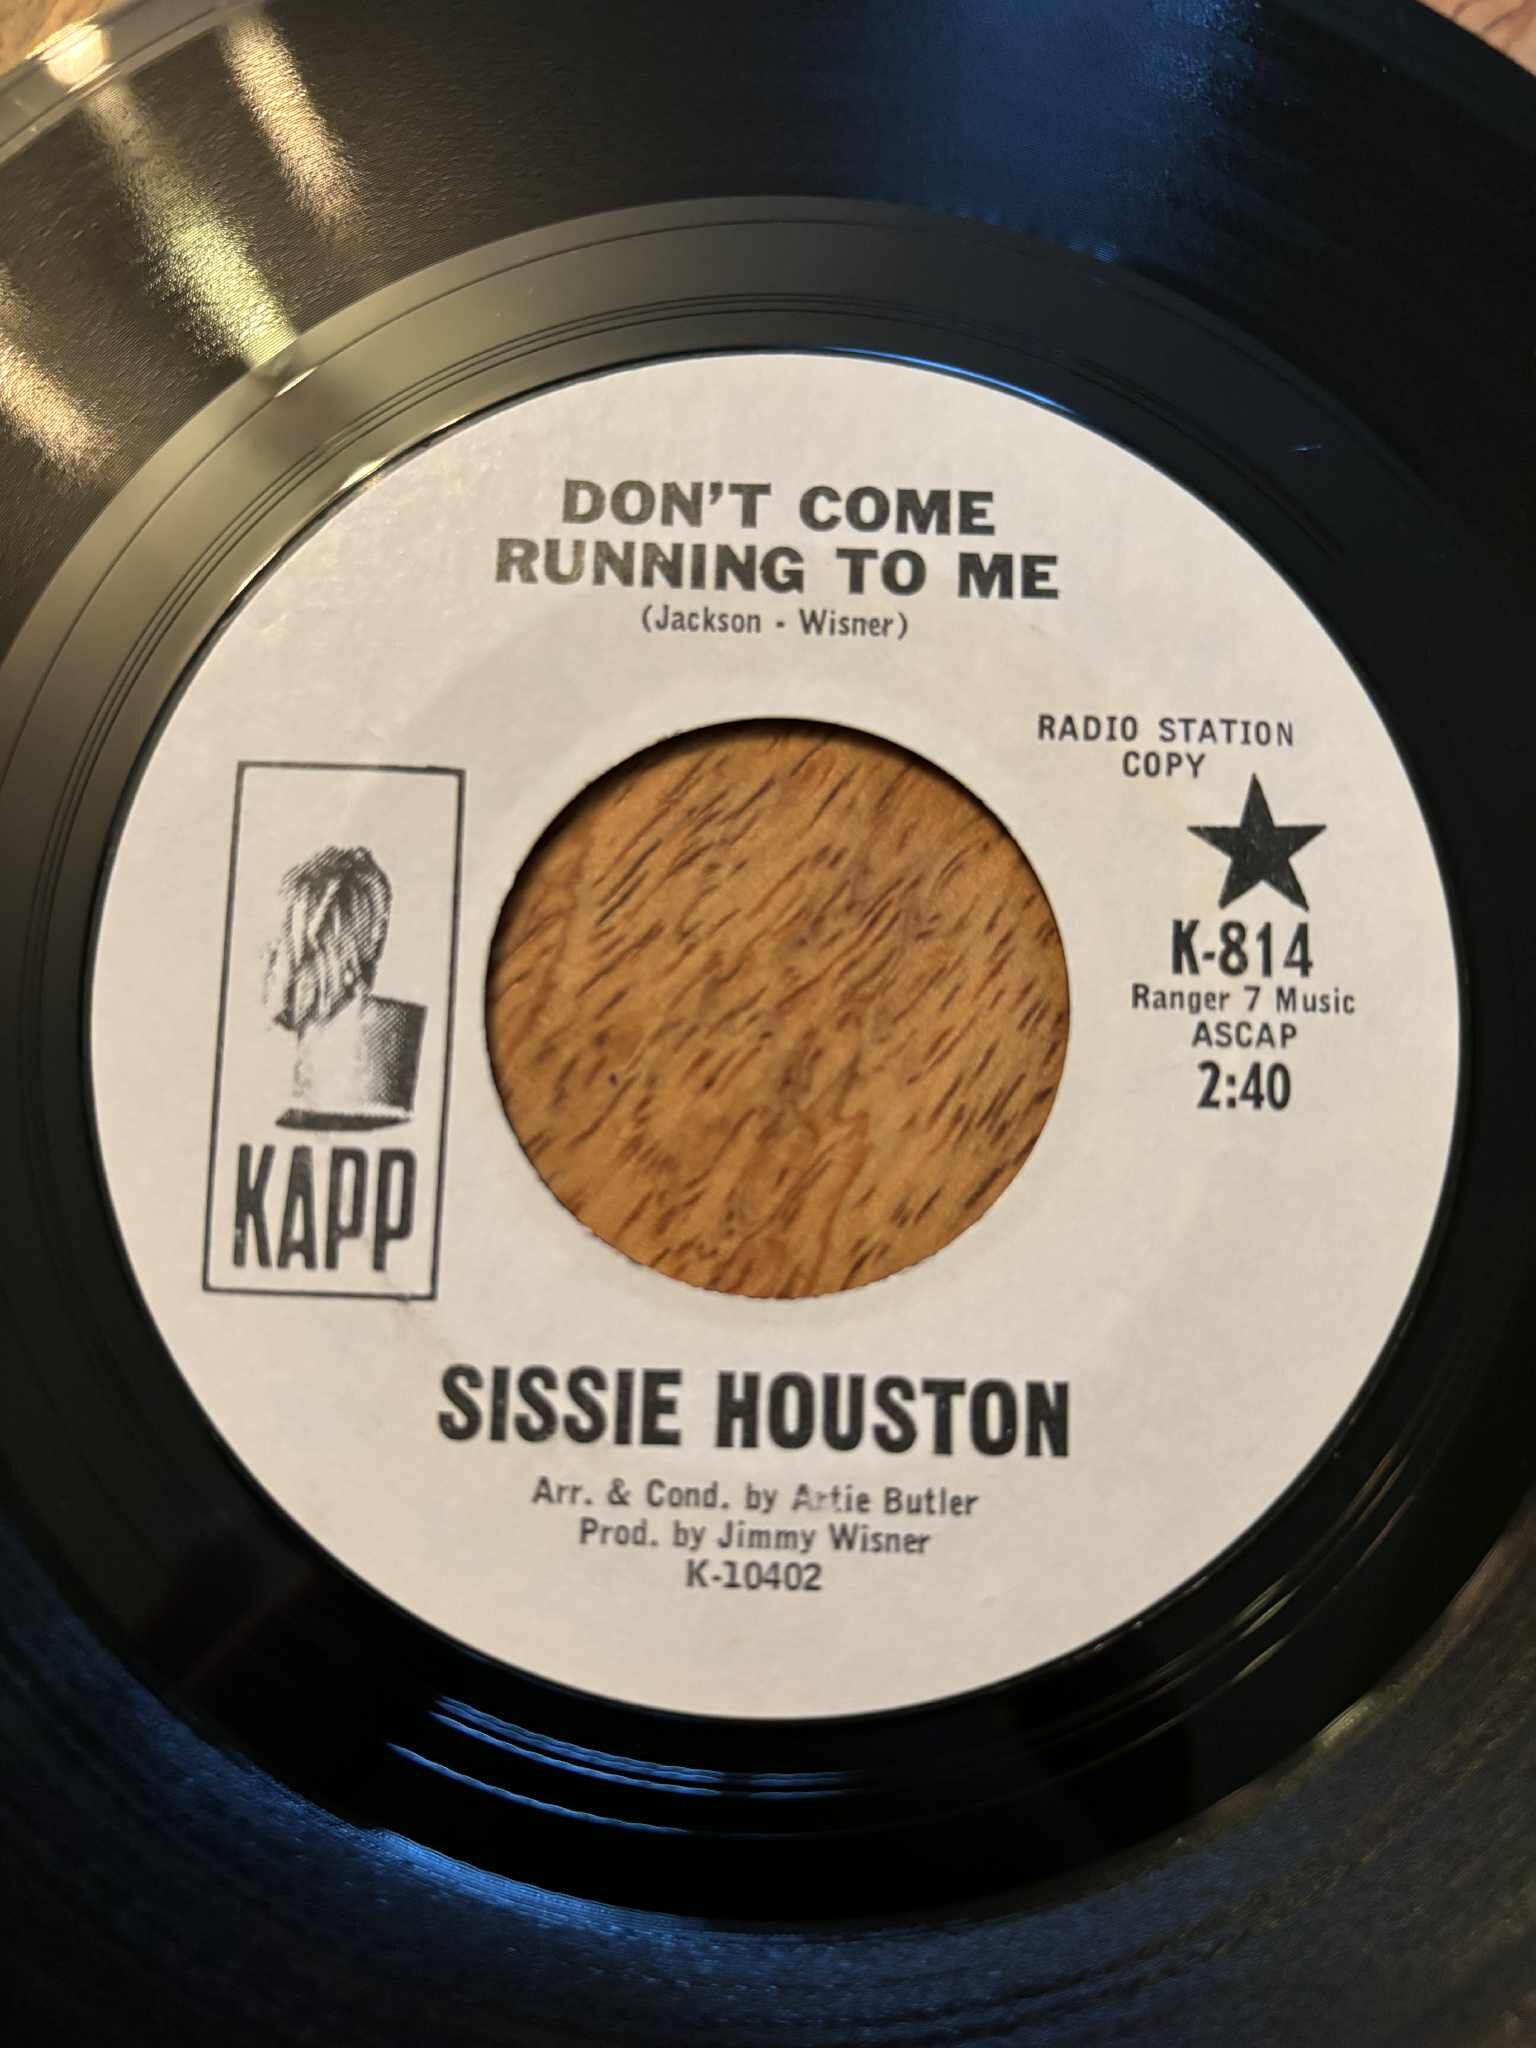 DON'T COME
RUNNING TO ME
(Jackson - Wisner)
RADIO STATION
COPY
K-814
Ranger 7 Music
ASCAP
2:40
KAPP
SISSIE HOUSTON
Arr. & Cond. by Artie Butler
Prod. by Jimmy Wisner
K-10402